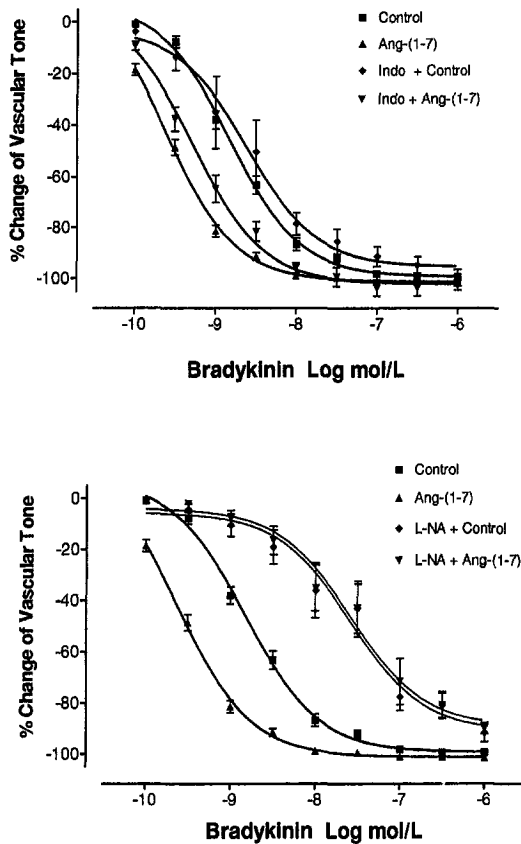 Control
Ang-(1-7)
Indo + Control
Indo + Ang-(1-7)
% Change of Vascular Tone
0
-20
-40
-60
-80
-100
-10
-9
-8
-7
-6
Bradykinin Log mol/L
Control
Ang-(1-7)
L-NA + Control
L-NA + Ang-(1-7)
% Change of Vascular Tone
0
-20
-40
-60
-80
-100
-10
-9
-8
-7
-6
Bradykinin Log mol/L